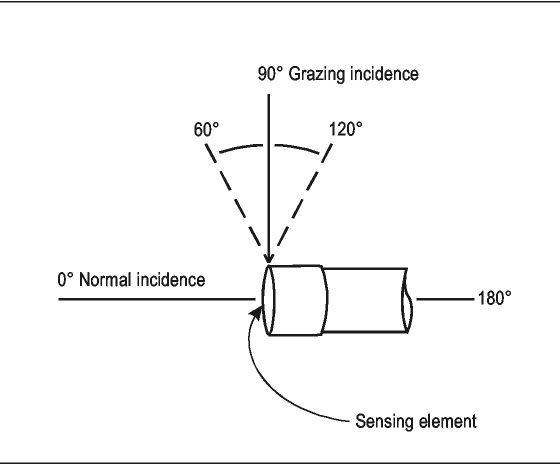 90° Grazing incidence
60°
120°
0° Normal incidence
180°
Sensing element